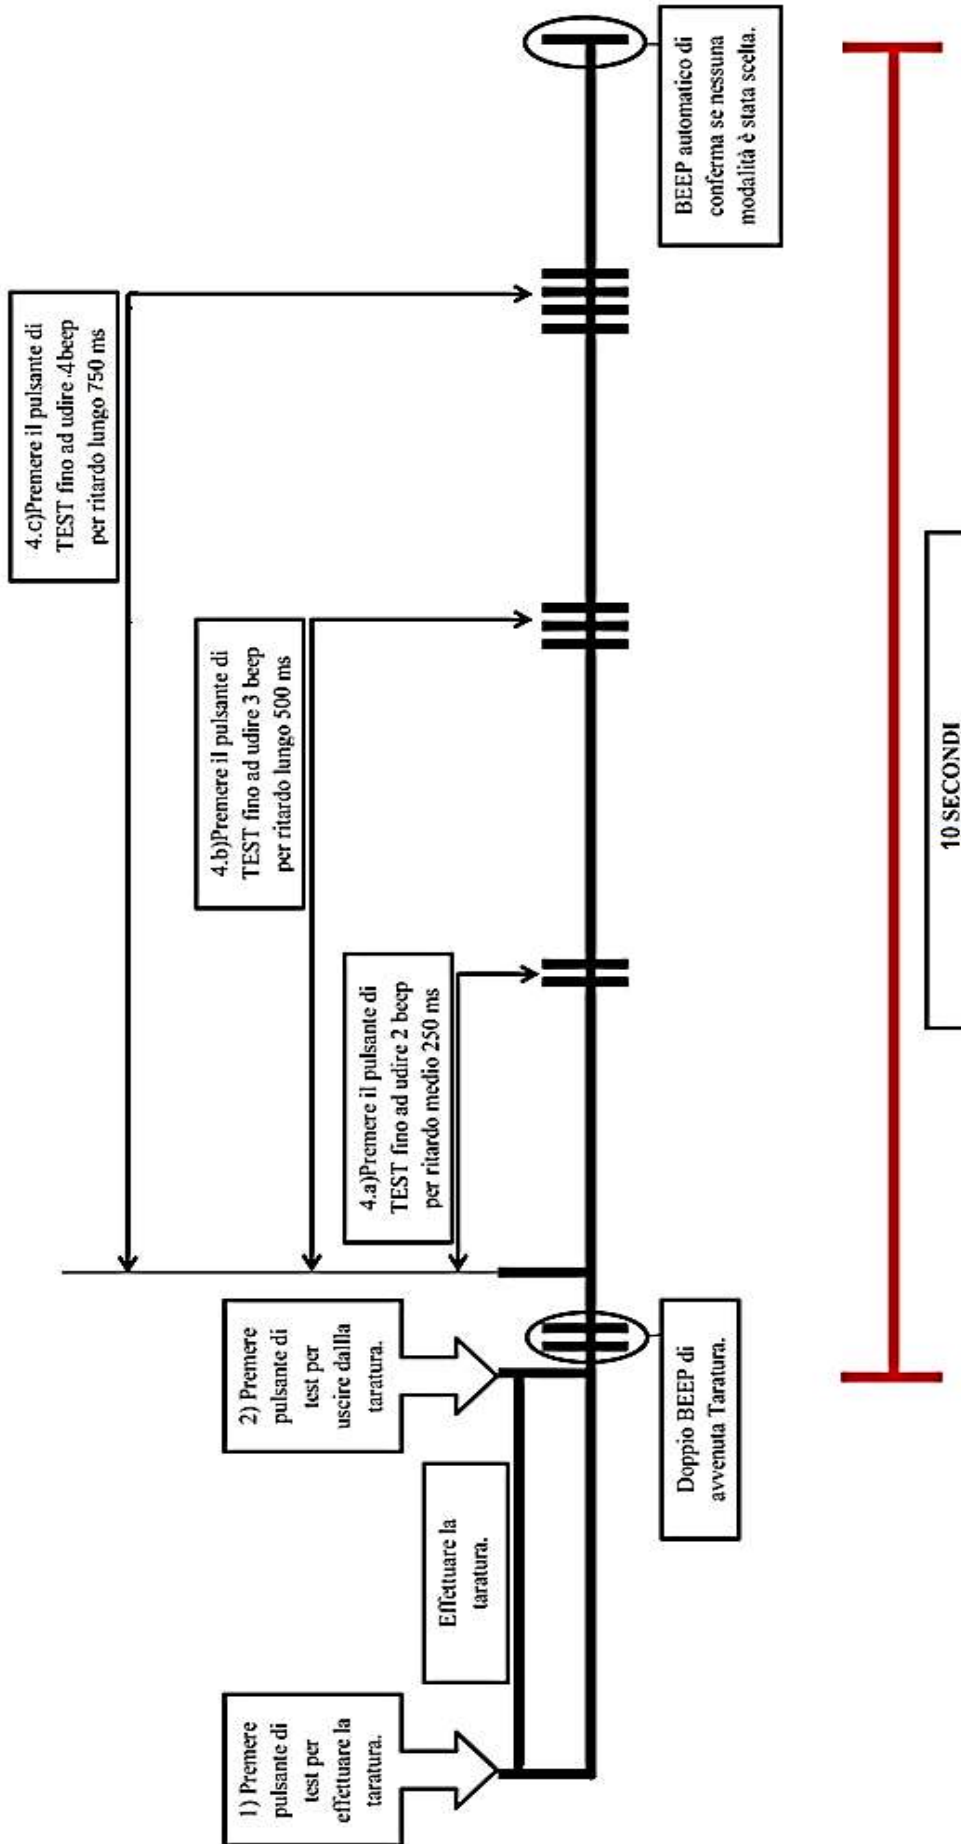 1) Premere
pulsante di
test per
effettuare la
taratura.
Effettuare la
taratura.
2) Premere
pulsante di
test per
uscire dallla
taratura.
Doppio BEEP di
avvenuta Taratura.
4.a)Premere il pulsante di
TEST fino ad udire 2 beep
per ritardo medio 250 ms
4.b)Premere il pulsante di
TEST fino ad udire 3 beep
per ritardo lungo 500 ms
4.c)Premere il pulsante di
TEST fino ad udire 4beep
per ritardo lungo 750 ms
BEEP automatico di
conferma se nessuna
modalità è stata scelta.
10 SECONDI